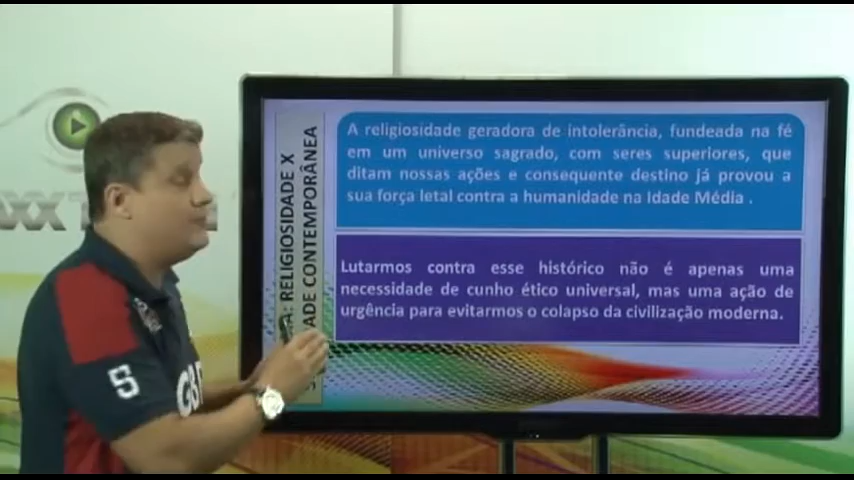 A religiosidade geradora de intolerância, fundeada na fé
em um universo sagrado, com seres superiores, que
ditam nossas ações e consequente destino já provou a
sua força letal contra a humanidade na Idade Média .
Lutarmos contra esse histórico não é apenas uma
necessidade de cunho ético universal, mas uma ação de
urgência para evitarmos o colapso da civilização moderna.
: RELIGIOSIDADE X
DADE CONTEMPORÂNEA
AXX
5